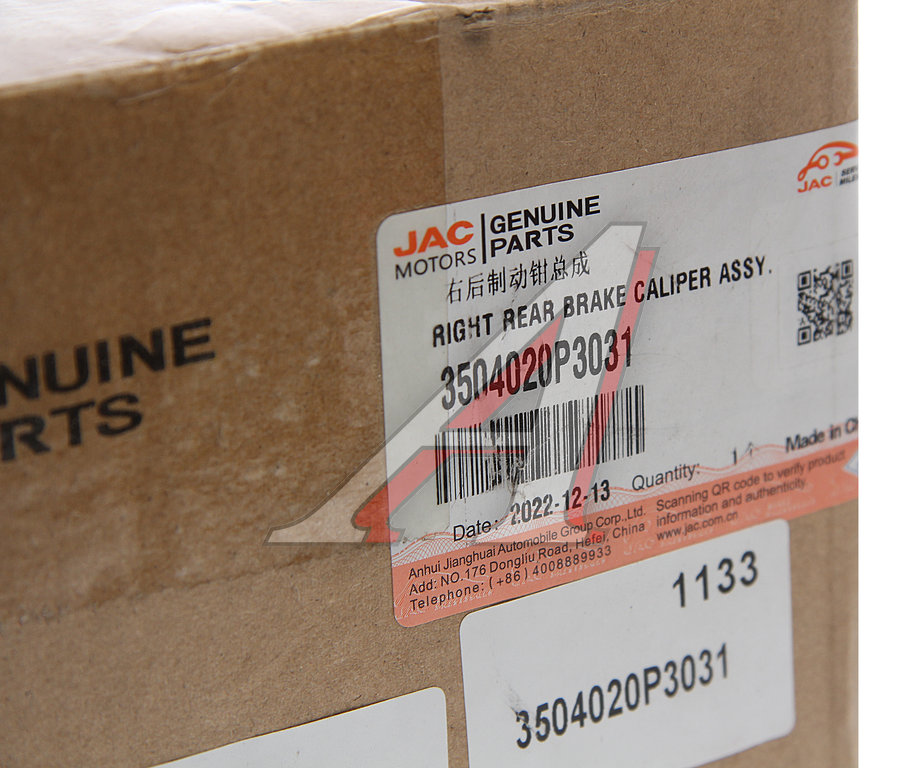 JAC
MOTORS
GENUINE
PARTS
JAC
右后制动钳总成
RIGHT REAR BRAKE CALIPER ASSY.
3504020P3031
Date: 2022-12-13
Quantity: 1
Made in
Anhui Jianghuai Automobile Group Corp.,Ltd.
Add: NO.176 Dongliu Road, Hefei, China
Telephone: (+86) 4008889933
Scanning QR code to verify product
information and authenticity.
www.jac.com.cn
NUINE
RTS
1133
3504020P3031